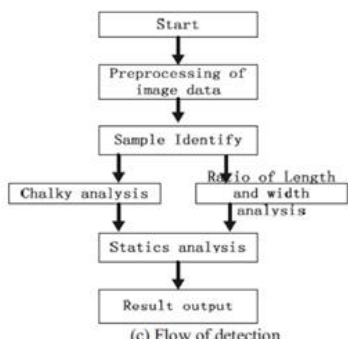 Start
Preprocessing of
image data
Sample Identify
Chalky analysis
Ratio of Length
and width
analysis
Statics analysis
Result output
(c) Flow of detection